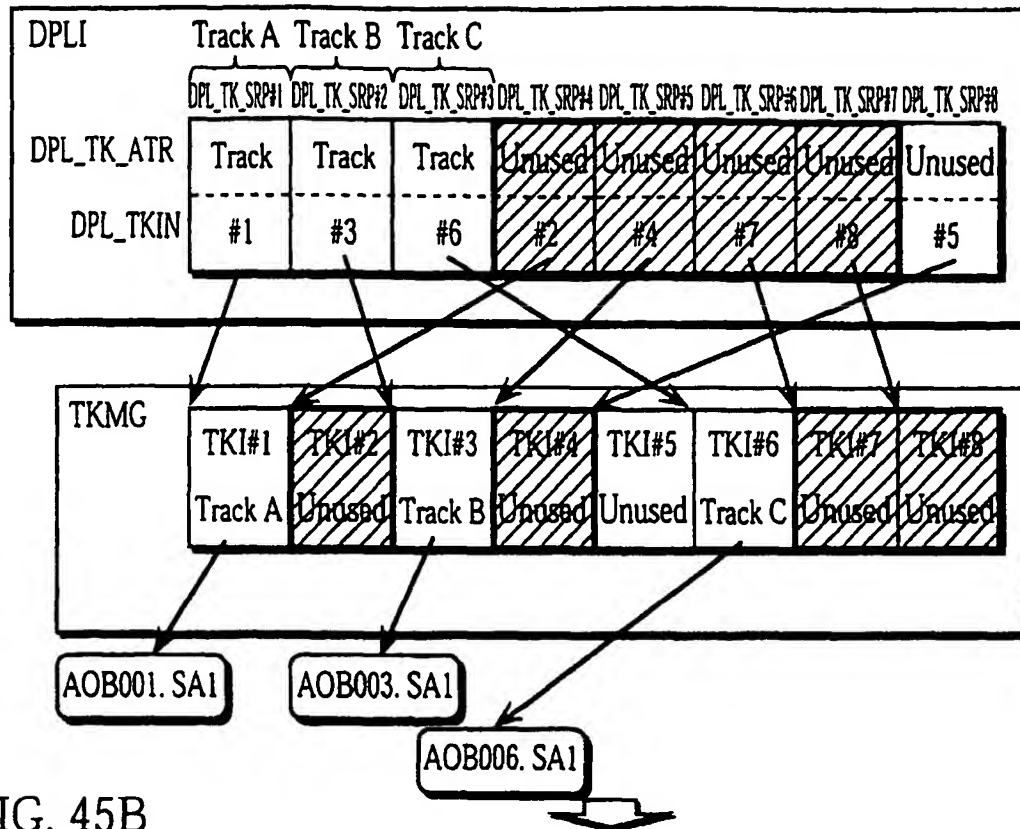 DPLI Track A Track B Track C
DPL_TK_SRP#1 DPL_TK_SRP#2 DPL_TK_SRP#3 DPL_TK_SRP#4 DPL_TK_SRP#5 DPL_TK_SRP#6 DPL_TK_SRP#7 DPL_TK_SRP#8
DPL_TK_ATR Track Track Track Unused Unused Unused Unused Unused
DPL_TKIN #1 #3 #6 #2 #4 #7 #8 #5
TKMG TKI#1 TKI#2 TKI#3 TKI#4 TKI#5 TKI#6 TKI#7 TKI#8
Track A Unused Track B Unused Unused Track C Unused Unused
AOB001. SA1 AOB003. SA1
AOB006. SA1
IG. 45B